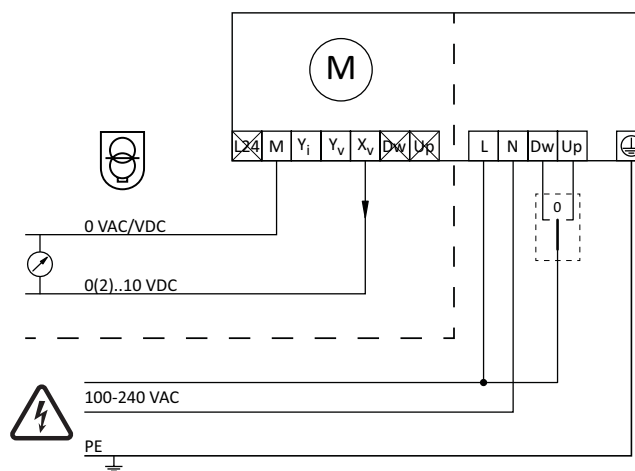 M
L24 M Yi Yv Xv Dw Up L N Dw Up
0
0 VAC/VDC
0(2)..10 VDC
100-240 VAC
PE